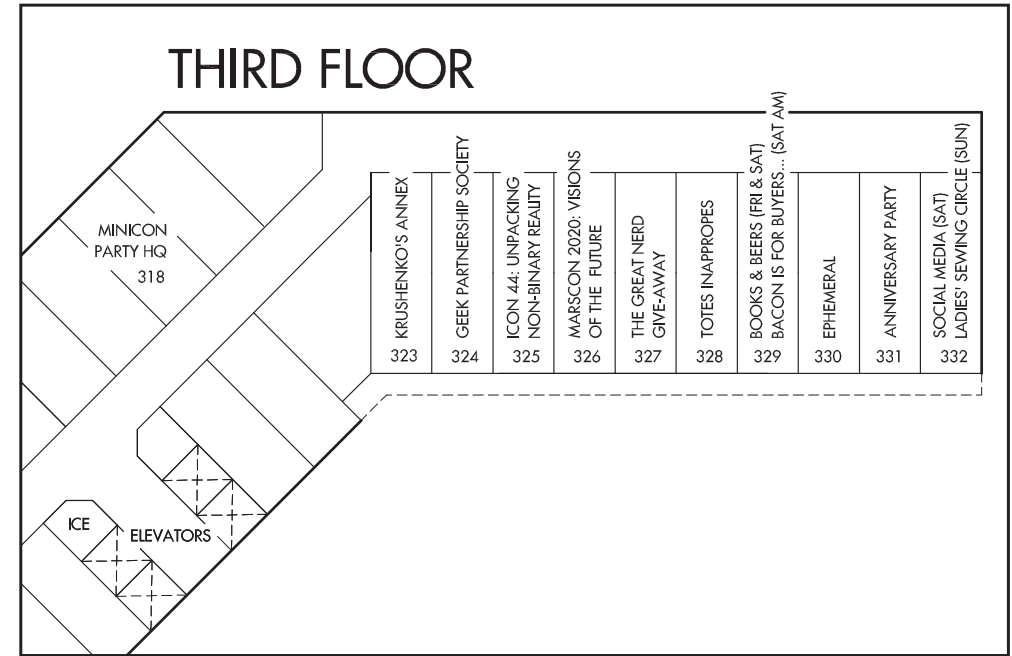 THIRD FLOOR
MINICON
PARTY HQ
318
KRUSHENKO'S ANNEX
323
GEEK PARTNERSHIP SOCIETY
324
ICON 44: UNPACKING
NON-BINARY REALITY
325
MARSCON 2020: VISIONS
OF THE FUTURE
326
THE GREAT NERD
GIVE-AWAY
327
TOTES INAPPROPES
328
BOOKS & BEERS (FRI & SAT)
BACON IS FOR BUYERS... (SAT AM)
329
EPHEMERAL
330
ANNIVERSARY PARTY
331
SOCIAL MEDIA (SAT)
LADIES' SEWING CIRCLE (SUN)
332
ICE
ELEVATORS